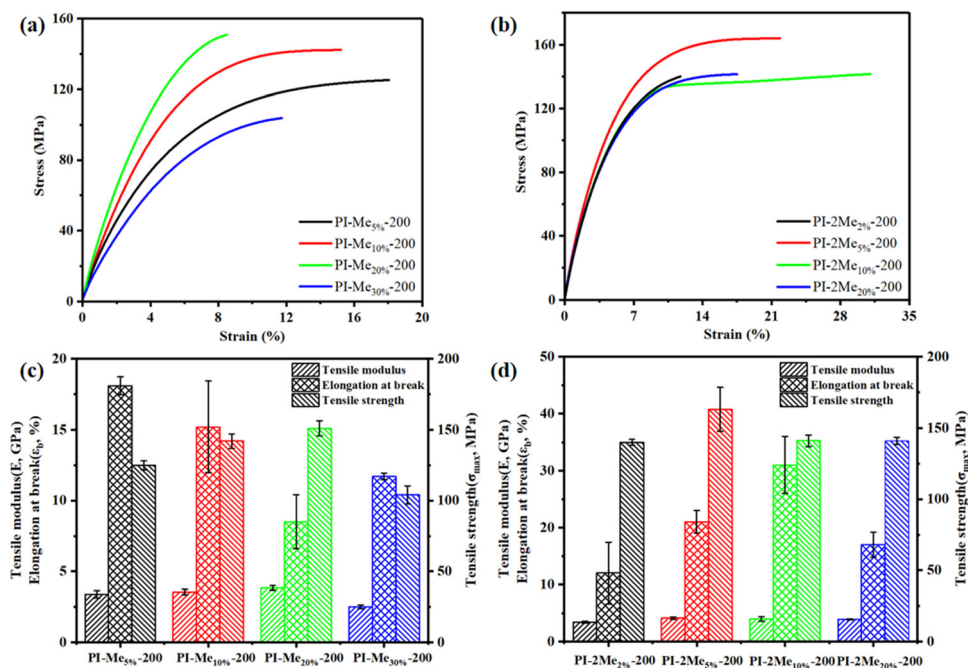 (a)
160
120
80
40
0
0 4 8 12 16 20
Stress (MPa)
Strain (%)
PI-Me5%-200
PI-Me10%-200
PI-Me20%-200
PI-Me30%-200
(b)
160
120
80
40
0
0 7 14 21 28 35
Stress (MPa)
Strain (%)
PI-2Me2%-200
PI-2Me5%-200
PI-2Me10%-200
PI-2Me20%-200
(c)
20
15
10
5
0
Tensile modulus(E, GPa)
Elongation at break(εb, %)
Tensile modulus
Elongation at break
Tensile strength
200
150
100
50
0
Tensile strength(σmax, MPa)
PI-Me5%-200 PI-Me10%-200 PI-Me20%-200 PI-Me30%-200
(d)
50
40
30
20
10
0
Tensile modulus(E, GPa)
Elongation at break(εb, %)
Tensile modulus
Elongation at break
Tensile strength
200
150
100
50
0
Tensile strength(σmax, MPa)
PI-2Me2%-200 PI-2Me5%-200 PI-2Me10%-200 PI-2Me20%-200